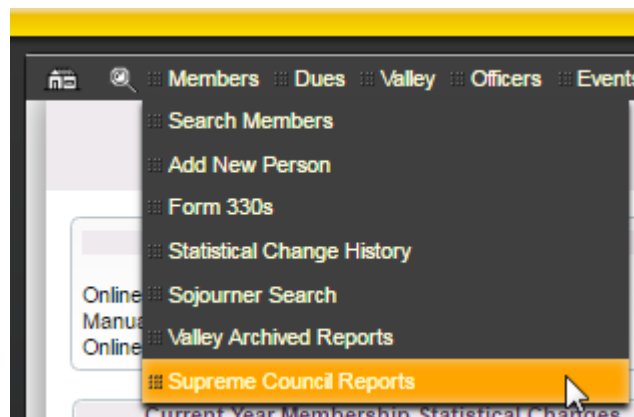 Members Dues Valley Officers Events
Search Members
Add New Person
Form 330s
Statistical Change History
Online Sojourner Search
Manua
Valley Archived Reports
Online
Supreme Council Reports
Current Year Membership Statistical Changes